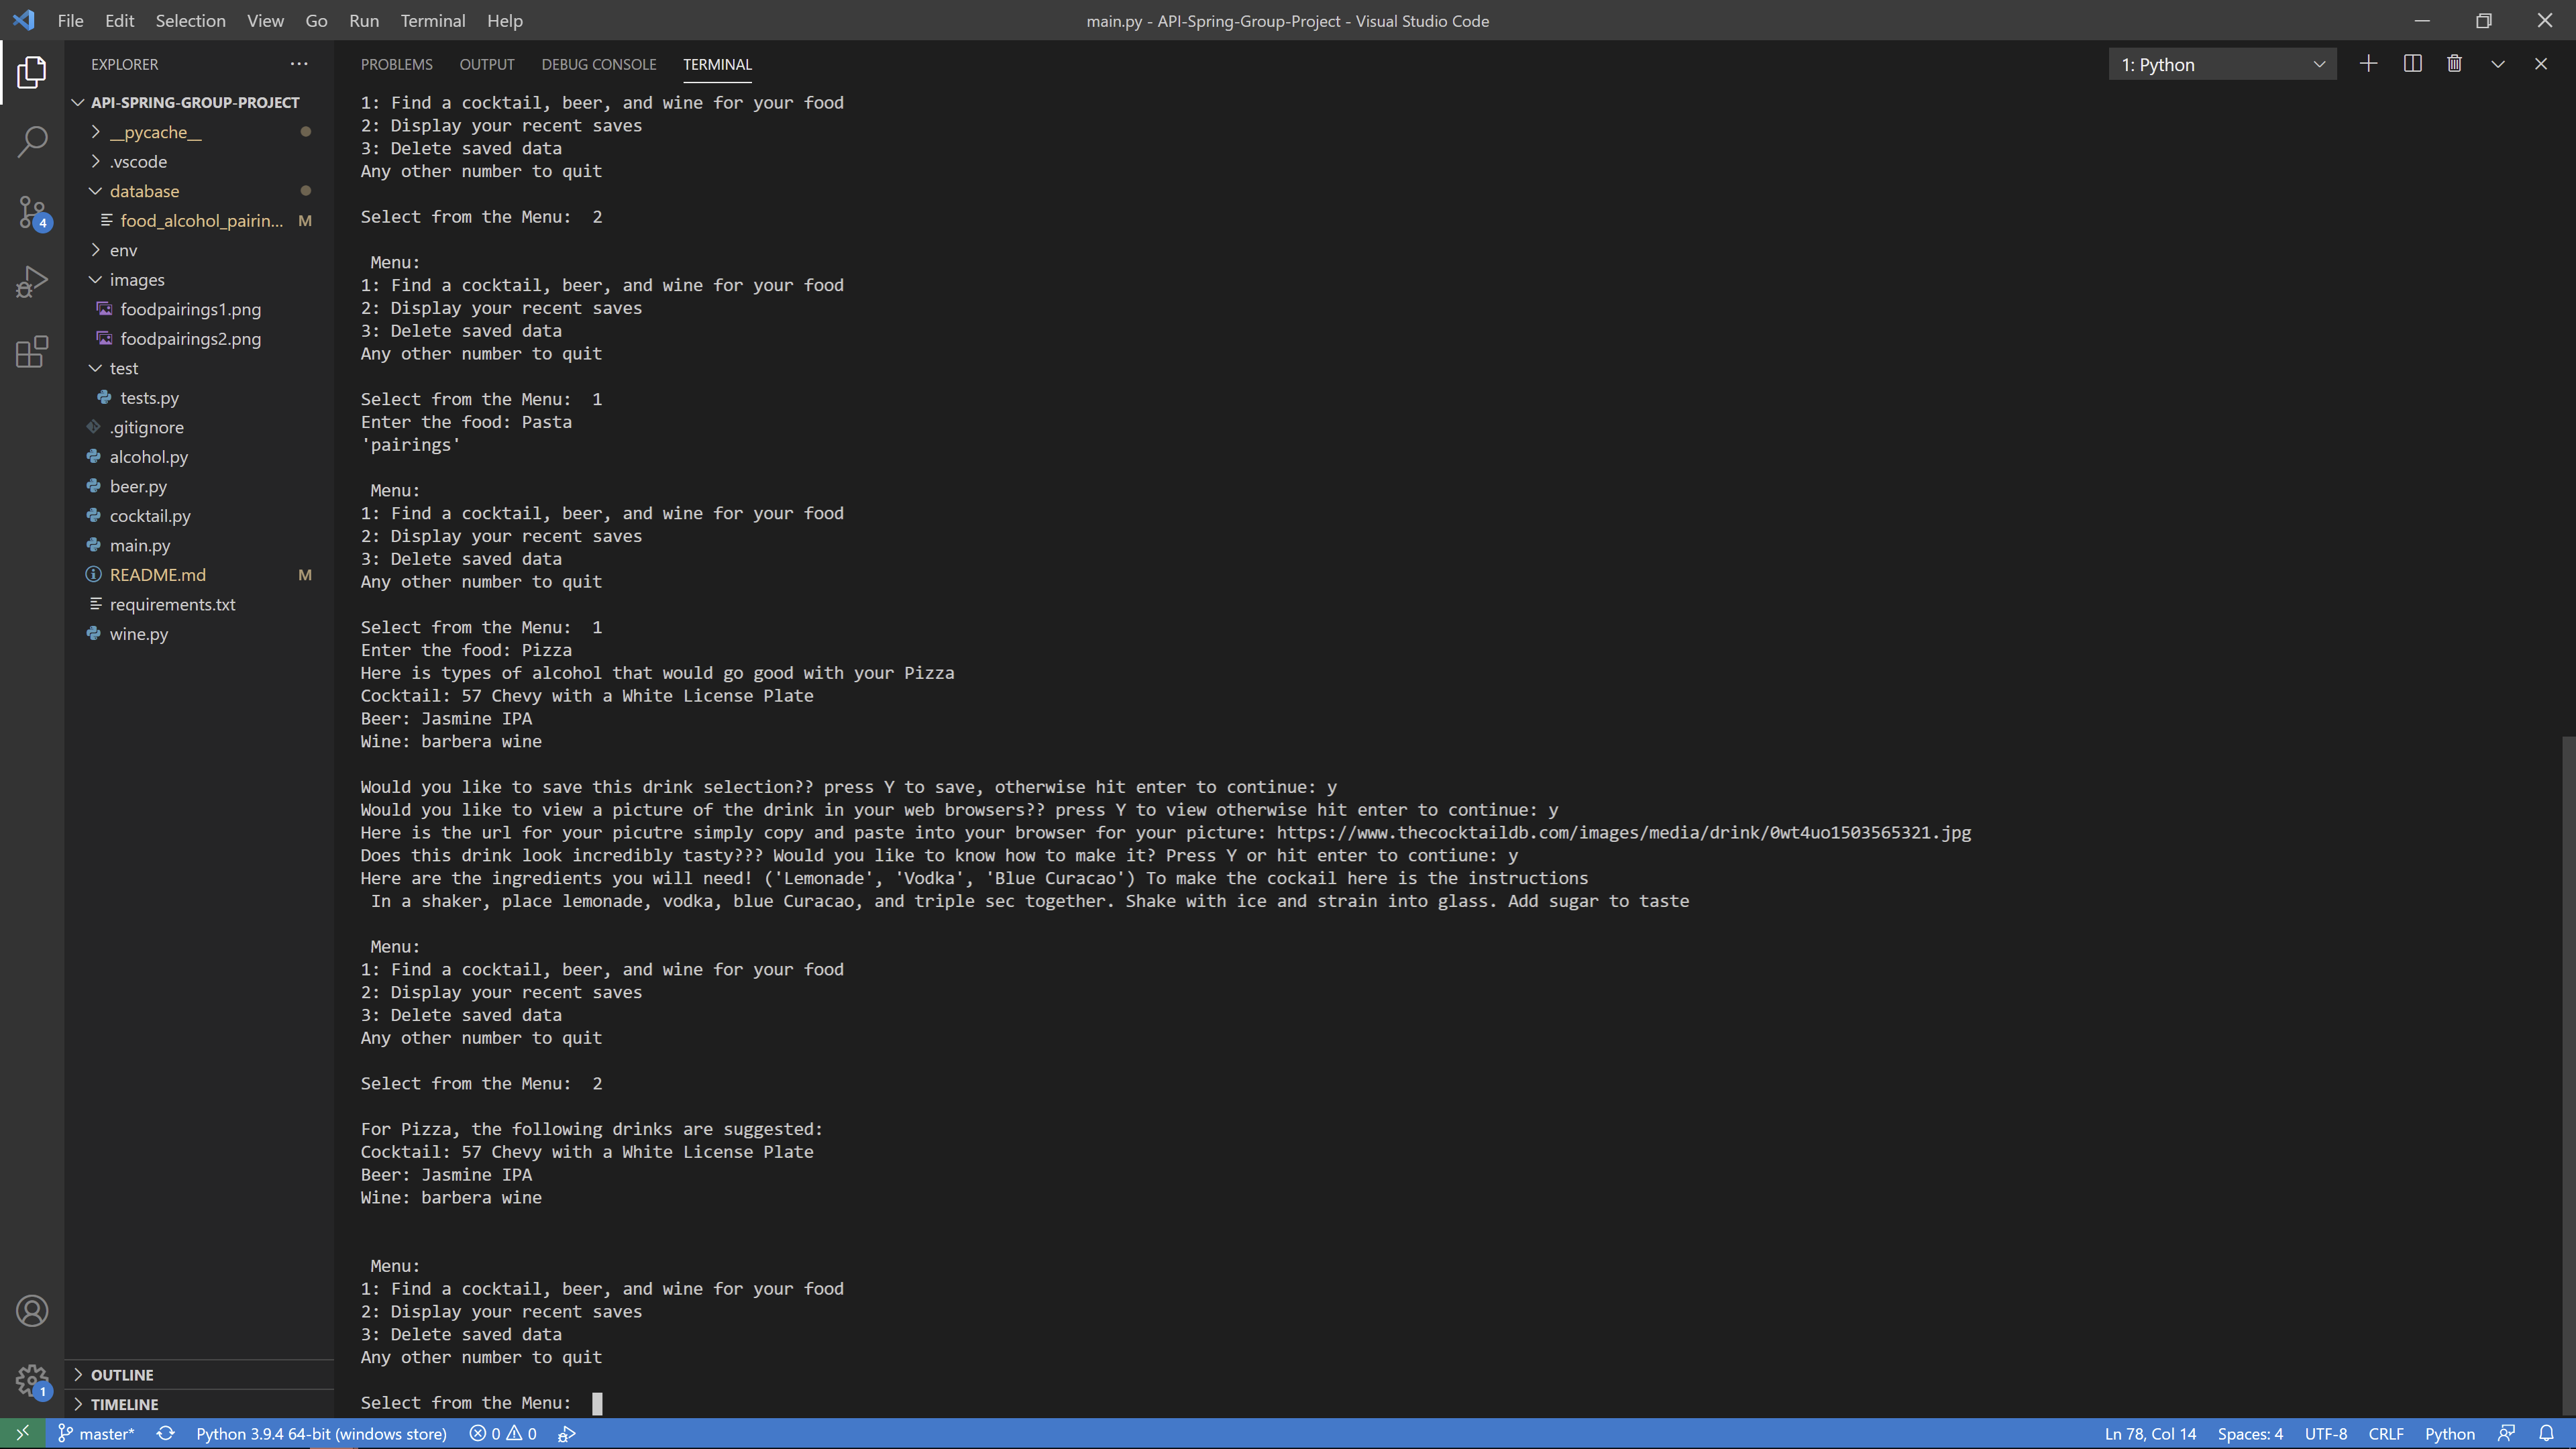 File Edit Selection View Go Run Terminal Help
main.py - API-Spring-Group-Project - Visual Studio Code
EXPLORER
API-SPRING-GROUP-PROJECT
__pycache__
.vscode
database
food_alcohol_pairin... M
env
images
foodpairings1.png
foodpairings2.png
test
tests.py
.gitignore
alcohol.py
beer.py
cocktail.py
main.py
README.md M
requirements.txt
wine.py
4
1
OUTLINE
TIMELINE
PROBLEMS OUTPUT DEBUG CONSOLE TERMINAL
1: Python
1: Find a cocktail, beer, and wine for your food
2: Display your recent saves
3: Delete saved data
Any other number to quit
Select from the Menu:  2
Menu:
1: Find a cocktail, beer, and wine for your food
2: Display your recent saves
3: Delete saved data
Any other number to quit
Select from the Menu:  1
Enter the food: Pasta
'pairings'
Menu:
1: Find a cocktail, beer, and wine for your food
2: Display your recent saves
3: Delete saved data
Any other number to quit
Select from the Menu:  1
Enter the food: Pizza
Here is types of alcohol that would go good with your Pizza
Cocktail: 57 Chevy with a White License Plate
Beer: Jasmine IPA
Wine: barbera wine
Would you like to save this drink selection?? press Y to save, otherwise hit enter to continue: y
Would you like to view a picture of the drink in your web browsers?? press Y to view otherwise hit enter to continue: y
Here is the url for your picutre simply copy and paste into your browser for your picture: https://www.thecocktaildb.com/images/media/drink/0wt4uo1503565321.jpg
Does this drink look incredibly tasty??? Would you like to know how to make it? Press Y or hit enter to contiune: y
Here are the ingredients you will need! ('Lemonade', 'Vodka', 'Blue Curacao') To make the cockail here is the instructions
In a shaker, place lemonade, vodka, blue Curacao, and triple sec together. Shake with ice and strain into glass. Add sugar to taste
Menu:
1: Find a cocktail, beer, and wine for your food
2: Display your recent saves
3: Delete saved data
Any other number to quit
Select from the Menu:  2
For Pizza, the following drinks are suggested:
Cocktail: 57 Chevy with a White License Plate
Beer: Jasmine IPA
Wine: barbera wine
Menu:
1: Find a cocktail, beer, and wine for your food
2: Display your recent saves
3: Delete saved data
Any other number to quit
Select from the Menu:
master* Python 3.9.4 64-bit (windows store) 0 0 Ln 78, Col 14 Spaces: 4 UTF-8 CRLF Python